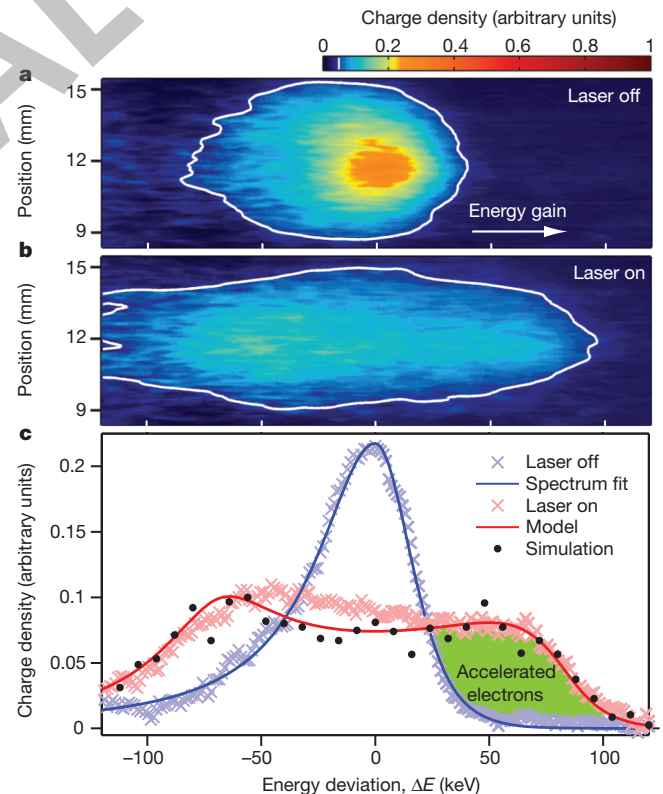 Charge density (arbitrary units)
0 0.2 0.4 0.6 0.8 1
a
Laser off
15
12
9
Position (mm)
Energy gain
b
Laser on
15
12
9
Position (mm)
c
Laser off
Spectrum fit
Laser on
Model
Simulation
0.2
0.15
0.1
0.05
0
Charge density (arbitrary units)
Accelerated
electrons
−100 −50 0 50 100
Energy deviation, ΔE (keV)